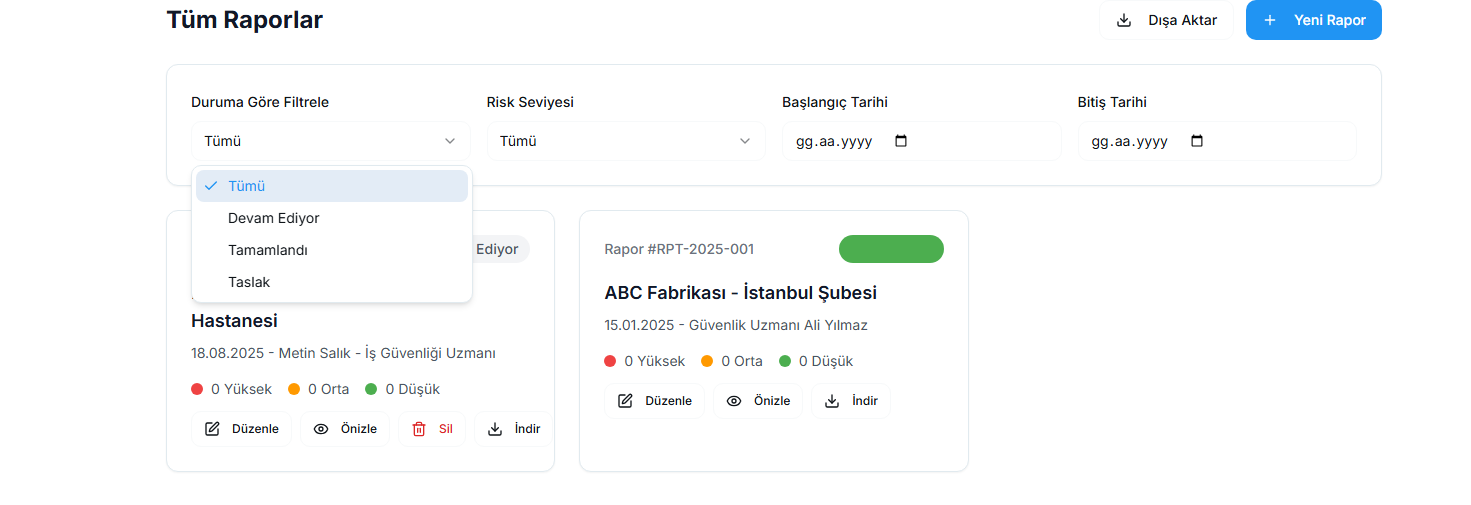 Tüm Raporlar
Dışa Aktar
Yeni Rapor
Duruma Göre Filtrele
Risk Seviyesi
Başlangıç Tarihi
Bitiş Tarihi
Tümü
Tümü
gg.aa.yyyy
gg.aa.yyyy
Tümü
Devam Ediyor
Tamamlandı
Taslak
Ediyor
Hastanesi
18.08.2025 - Metin Salık - İş Güvenliği Uzmanı
0 Yüksek 0 Orta 0 Düşük
Düzenle Önizle Sil İndir
Rapor #RPT-2025-001
ABC Fabrikası - İstanbul Şubesi
15.01.2025 - Güvenlik Uzmanı Ali Yılmaz
0 Yüksek 0 Orta 0 Düşük
Düzenle Önizle İndir